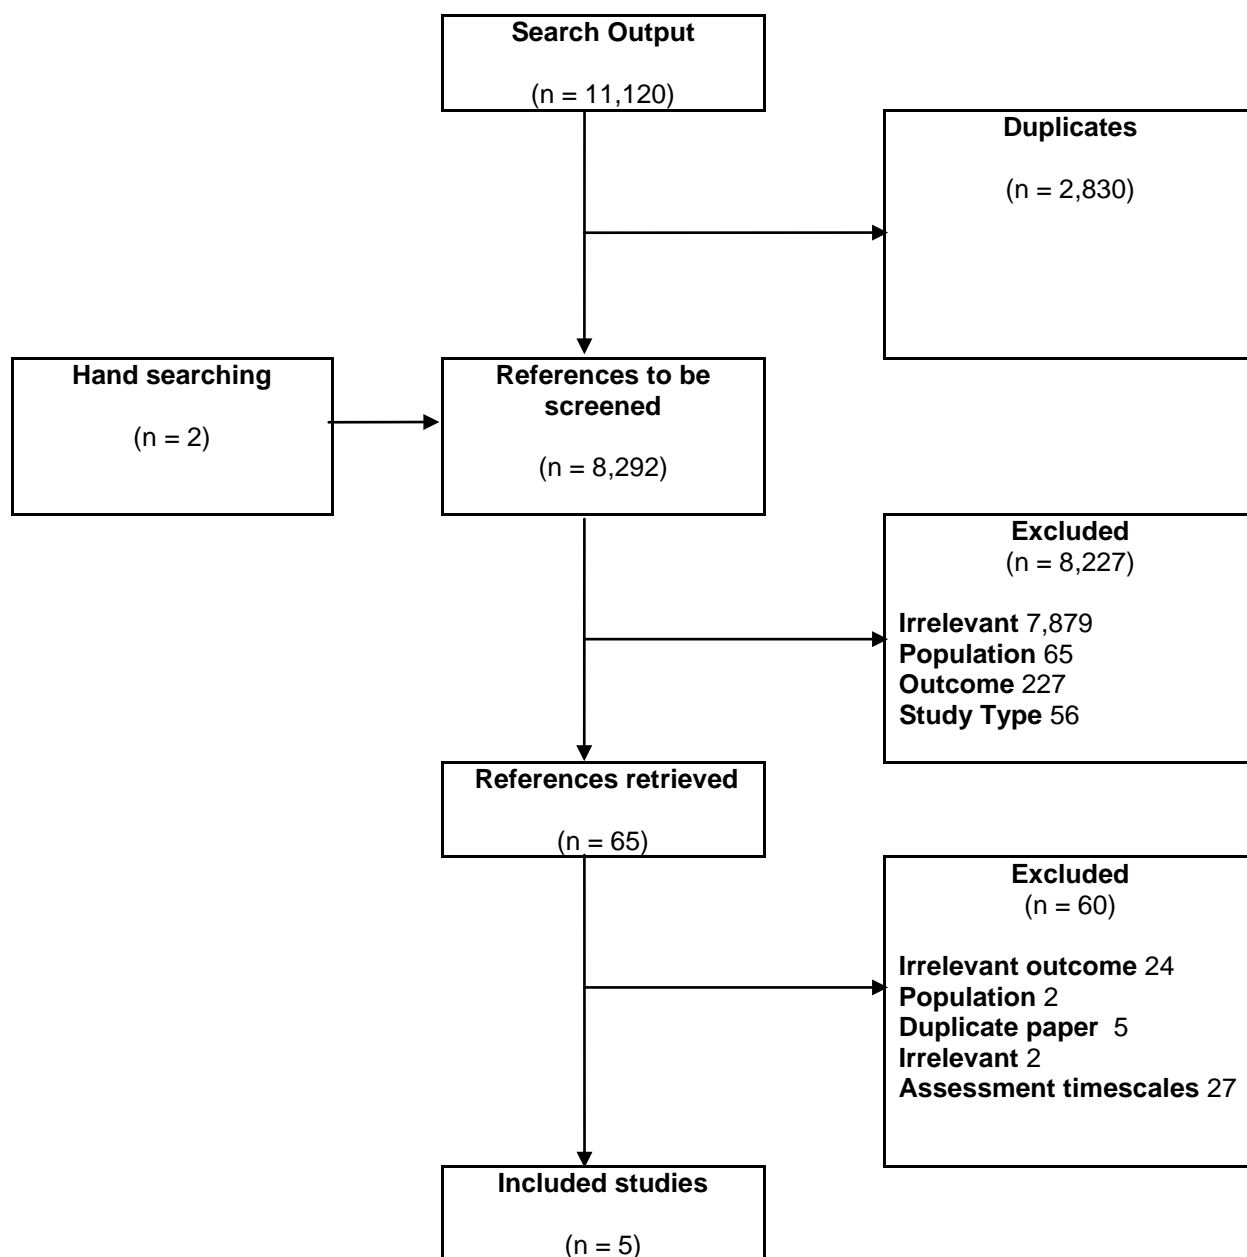 Search Output
(n = 11,120)
Duplicates
(n = 2,830)
Hand searching
(n = 2)
References to be
screened
(n = 8,292)
Excluded
(n = 8,227)
Irrelevant 7,879
Population 65
Outcome 227
Study Type 56
References retrieved
(n = 65)
Excluded
(n = 60)
Irrelevant outcome 24
Population 2
Duplicate paper 5
Irrelevant 2
Assessment timescales 27
Included studies
(n = 5)